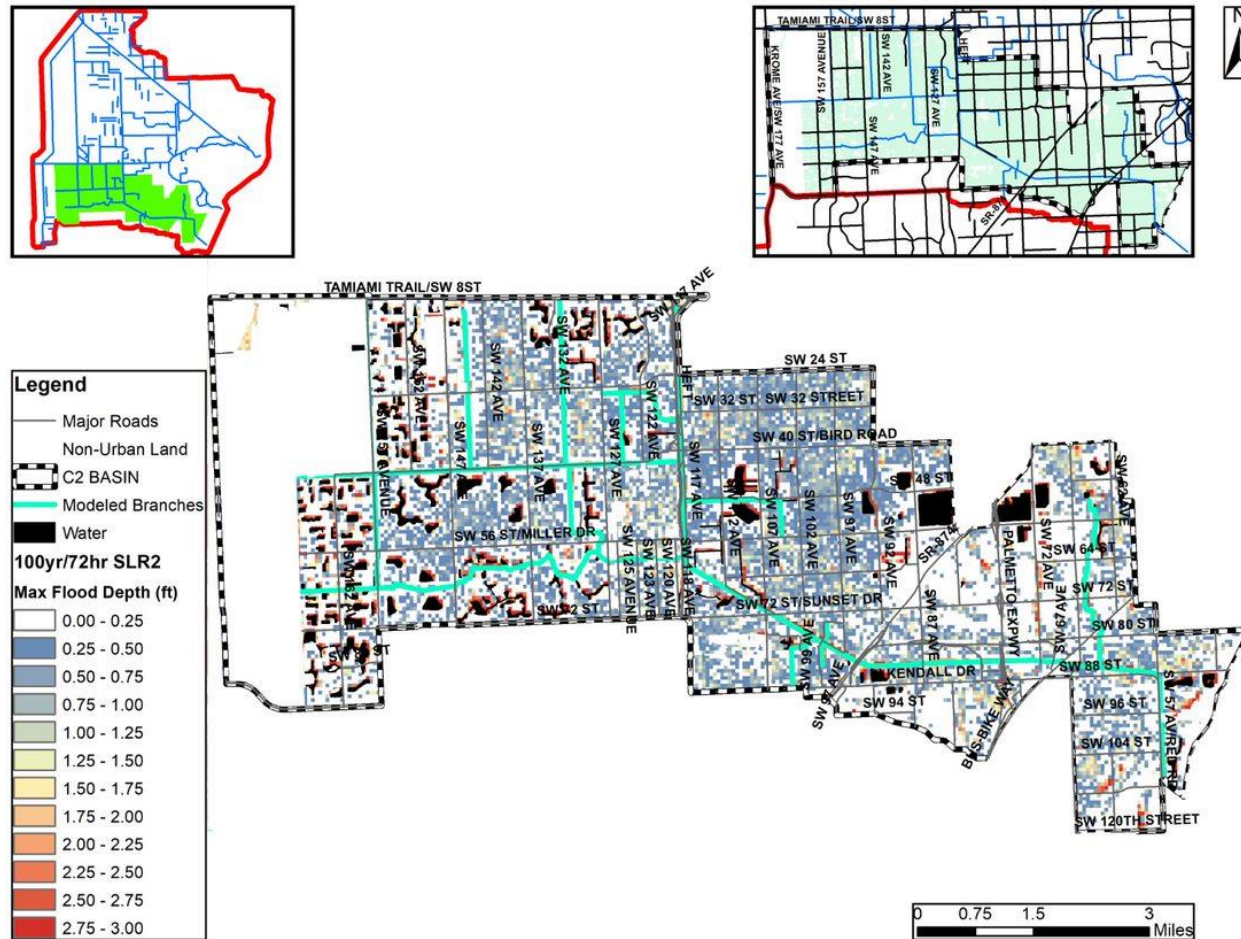 TAMIAMI TRAIL/SW 8ST
KROME AVE/SW 177 AVE
SW 157 AVENUE
SW 142 AVE
SW 147 AVE
SW 127 AVE
HEFT
SR-874
N
TAMIAMI TRAIL/SW 8ST
SW 152 AVE
SW 147 AVE
SW 142 AVE
SW 137 AVE
SW 132 AVE
SW 127 AVE
SW 122 AVE
HEFT
SW 117 AVE
SW 24 ST
SW 32 ST
SW 32 STREET
SW 40 ST/BIRD ROAD
SW 48 ST
SW 56 ST/MILLER DR
SW 125 AVENUE
SW 123 AVE
SW 120 AVE
SW 118 AVE
SW 107 AVE
SW 102 AVE
SW 97 AVE
SW 92 AVE
SR-874
SW 87 AVE
PALMETTO EXPWY
SW 72 AVE
SW 67 AVE
SW 64 ST
SW 72 ST
SW 80 ST
SW 72 ST/SUNSET DR
SW 99 AVE
KENDALL DR
SW 88 ST
SW 94 ST
BUS-BIKE WAY
SW 96 ST
SW 104 ST
SW 57 AV/RED RD
SW 120TH STREET
Legend
Major Roads
Non-Urban Land
C2 BASIN
Modeled Branches
Water
100yr/72hr SLR2
Max Flood Depth (ft)
0.00 - 0.25
0.25 - 0.50
0.50 - 0.75
0.75 - 1.00
1.00 - 1.25
1.25 - 1.50
1.50 - 1.75
1.75 - 2.00
2.00 - 2.25
2.25 - 2.50
2.50 - 2.75
2.75 - 3.00
0 0.75 1.5 3
Miles